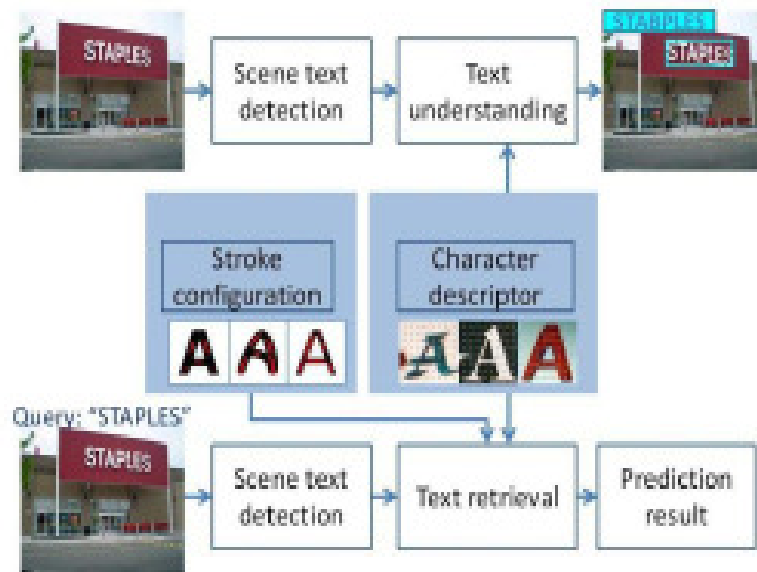 STABPLES
STAPLES
Scene text
detection
Text
understanding
STAPLES
Stroke
configuration
Character
descriptor
A A A
A A A
Query: "STAPLES"
STAPLES
Scene text
detection
Text retrieval
Prediction
result